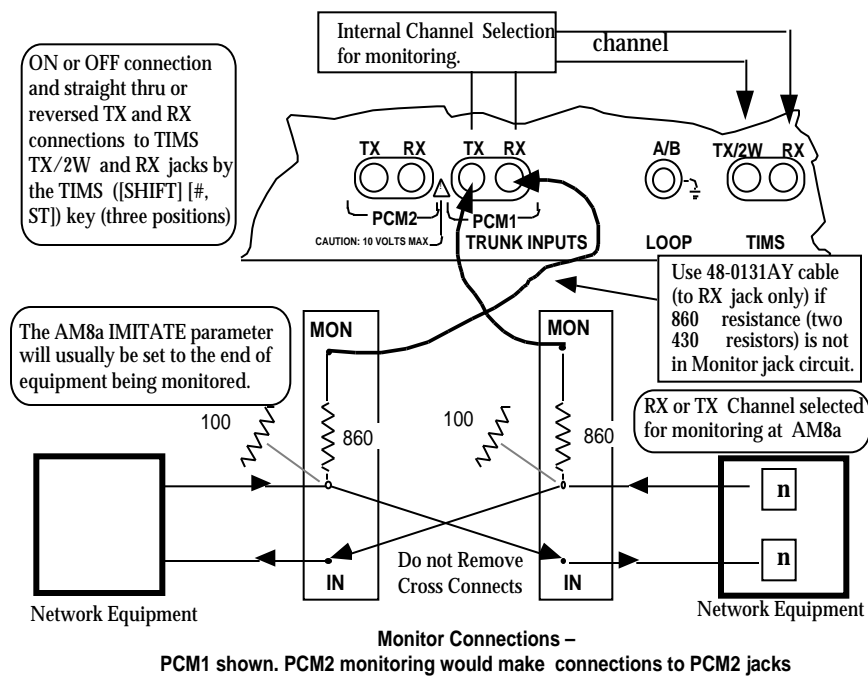 Internal Channel Selection
for monitoring.
channel
ON or OFF connection
and straight thru or
reversed TX and RX
connections to TIMS
TX/2W and RX jacks by
the TIMS ([SHIFT] [#,
ST]) key (three positions)
TX RX
TX RX
A/B
TX/2W RX
PCM2
PCM1
CAUTION: 10 VOLTS MAX
TRUNK INPUTS
LOOP
TIMS
Use 48-0131AY cable
(to RX jack only) if
860 resistance (two
430 resistors) is not
in Monitor jack circuit.
The AM8a IMITATE parameter
will usually be set to the end of
equipment being monitored.
MON
MON
RX or TX Channel selected
for monitoring at AM8a
100
860
100
860
n
n
Do not Remove
Cross Connects
IN
IN
Network Equipment
Network Equipment
Monitor Connections –
PCM1 shown. PCM2 monitoring would make connections to PCM2 jacks